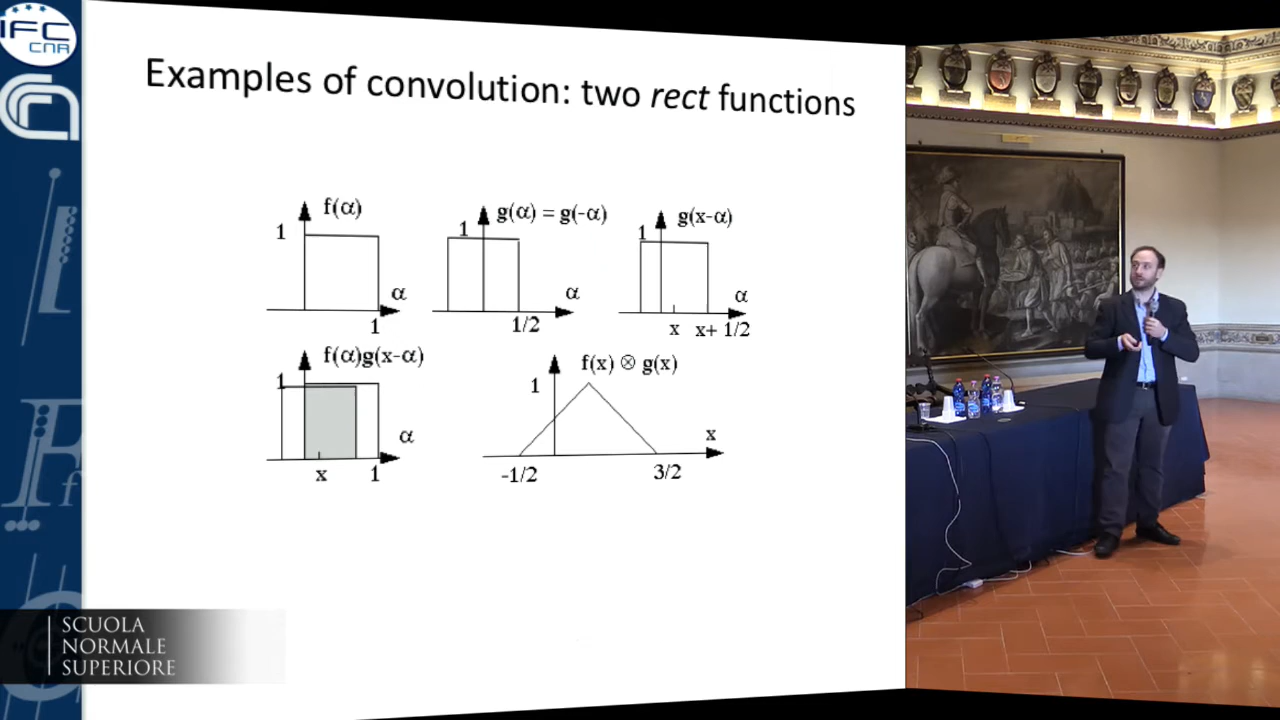 IFC
CNR
Examples of convolution: two rect functions
f(α)
1
α
1
g(α) = g(-α)
1
α
1/2
g(x-α)
1
α
x x+ 1/2
f(α)g(x-α)
1
α
x 1
f(x) ⊗ g(x)
1
x
-1/2 3/2
SCUOLA
NORMALE
SUPERIORE